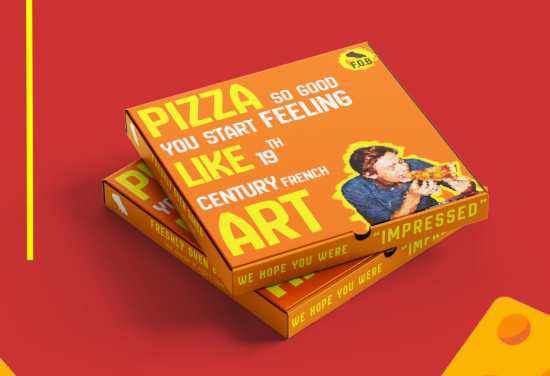 F.O.B
PIZZA SO GOOD
YOU START FEELING
LIKE 19TH
CENTURY FRENCH
ART
WE HOPE YOU WERE "IMPRESSED"
FRESHLY OVEN
WE HOPE YOU WERE